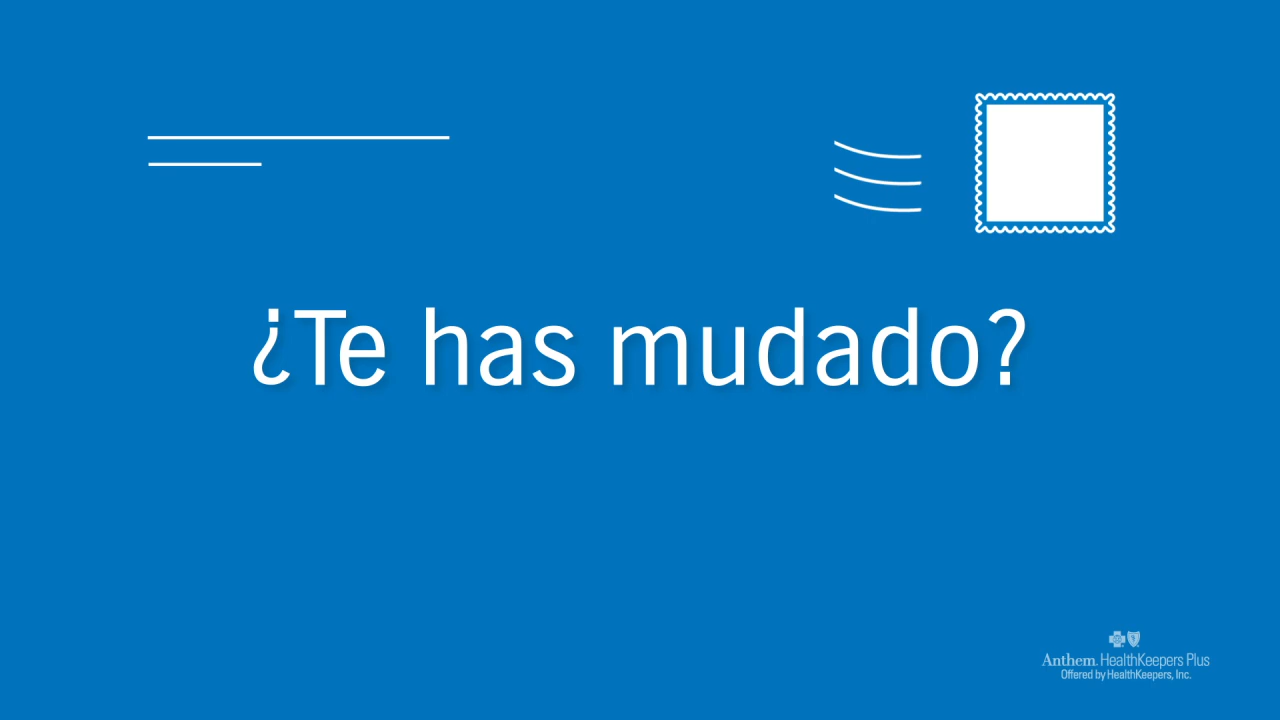 ¿Te has mudado?
Anthem HealthKeepers Plus
Offered by HealthKeepers, Inc.